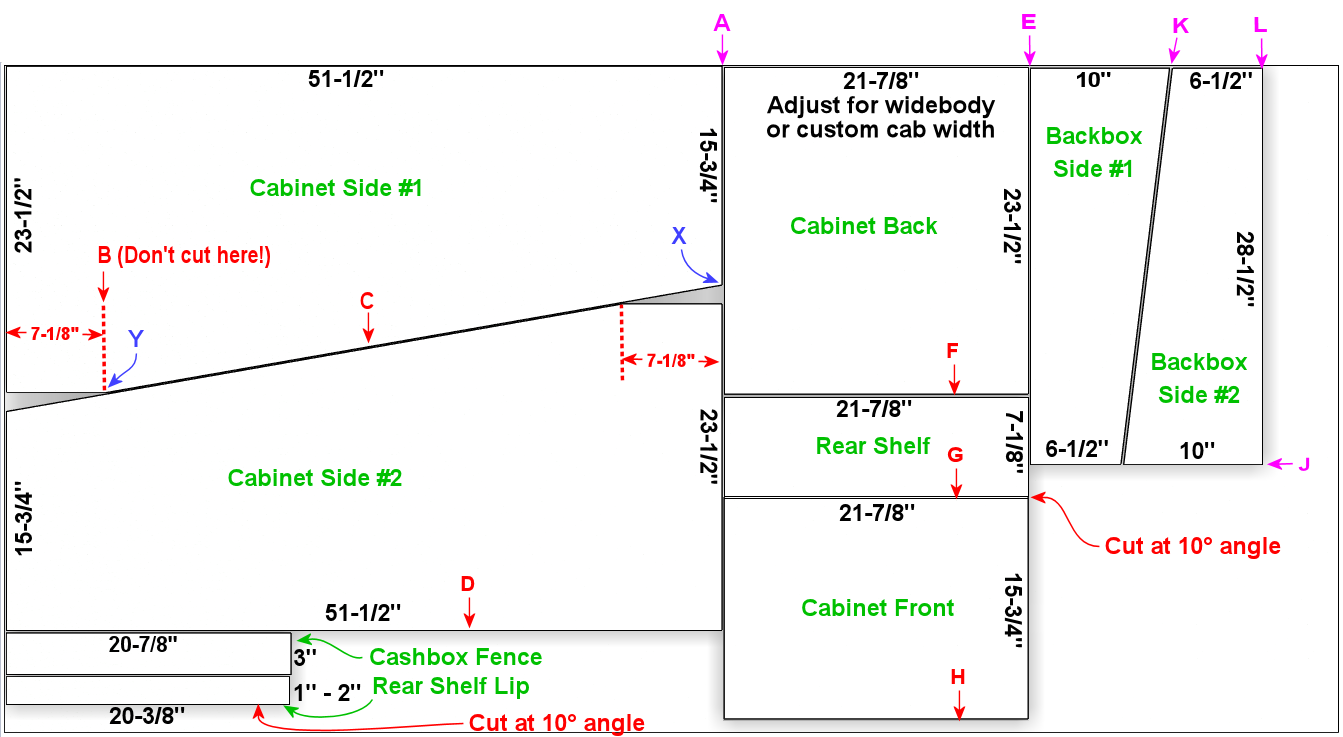 A
E
K
L
51-1/2"
21-7/8"
Adjust for widebody
or custom cab width
10"
6-1/2"
15-3/4"
Backbox
Side #1
Cabinet Side #1
23-1/2"
23-1/2"
Cabinet Back
X
28-1/2"
B (Don't cut here!)
C
7-1/8"
Y
7-1/8"
F
Backbox
Side #2
21-7/8"
23-1/2"
Rear Shelf
7-1/8"
G
6-1/2"
10"
J
Cabinet Side #2
15-3/4"
21-7/8"
Cut at 10° angle
D
51-1/2"
Cabinet Front
15-3/4"
20-7/8"
3"
Cashbox Fence
1" - 2"
Rear Shelf Lip
H
20-3/8"
Cut at 10° angle